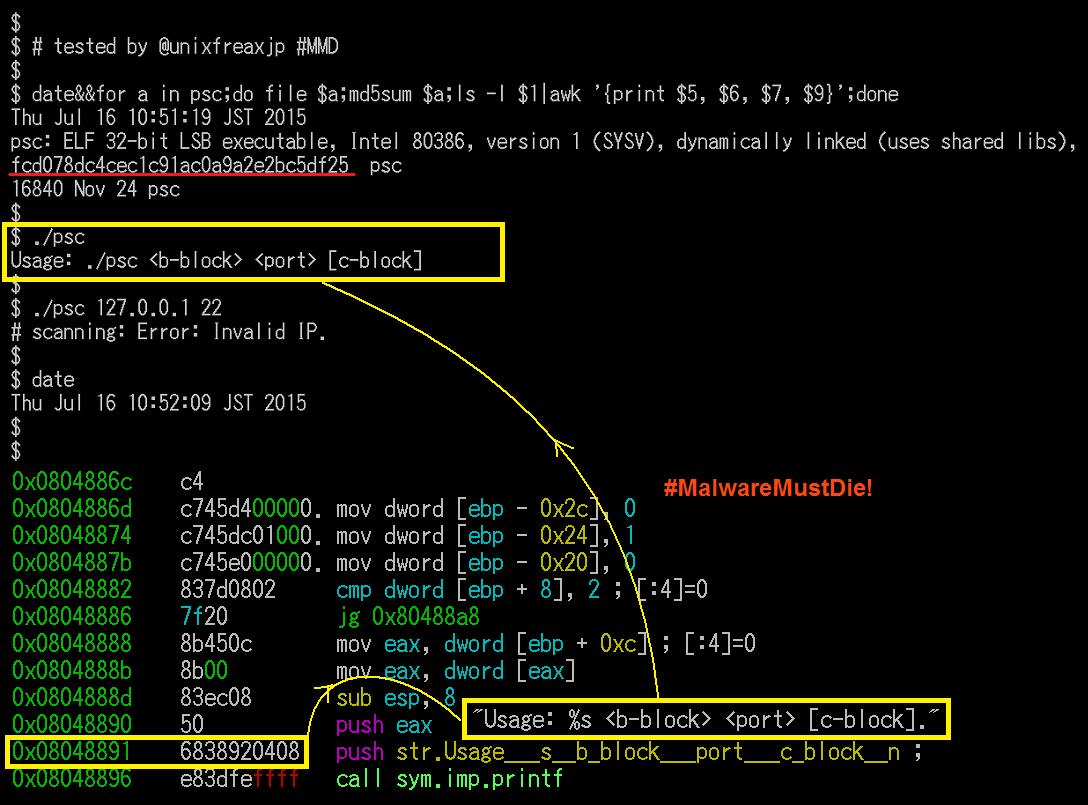 $
$ # tested by @unixfreaxjp #MMD
$
$ date&&for a in psc;do file $a;md5sum $a;ls -l $1|awk '{print $5, $6, $7, $9}';done
Thu Jul 16 10:51:19 JST 2015
psc: ELF 32-bit LSB executable, Intel 80386, version 1 (SYSV), dynamically linked (uses shared libs),
fcd078dc4cec1c91ac0a9a2e2bc5df25  psc
16840 Nov 24 psc
$
$ ./psc
Usage: ./psc <b-block> <port> [c-block]
$
$ ./psc 127.0.0.1 22
# scanning: Error: Invalid IP.
$
$ date
Thu Jul 16 10:52:09 JST 2015
$
$
0x0804886c c4
#MalwareMustDie!
0x0804886d c745d4000000. mov dword [ebp - 0x2c], 0
0x08048874 c745dc01000. mov dword [ebp - 0x24], 1
0x0804887b c745e0000000. mov dword [ebp - 0x20], 0
0x08048882 837d0802 cmp dword [ebp + 8], 2 ; [:4]=0
0x08048886 7f20 jg 0x80488a8
0x08048888 8b450c mov eax, dword [ebp + 0xc] ; [:4]=0
0x0804888b 8b00 mov eax, dword [eax]
0x0804888d 83ec08 sub esp, 8
"Usage: %s <b-block> <port> [c-block]."
0x08048890 50 push eax
0x08048891 6838920408 push str.Usage___s__b_block___port___c_block__n ;
0x08048896 e83dfeffff call sym.imp.printf